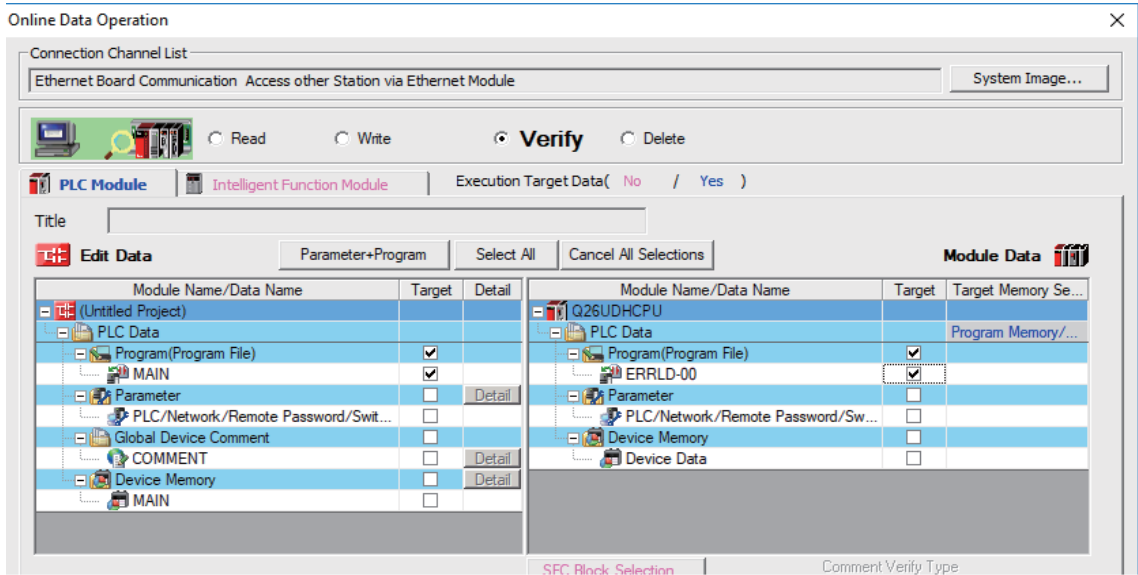 Online Data Operation
Connection Channel List
Ethernet Board Communication Access other Station via Ethernet Module
System Image...
Read Write Verify Delete
PLC Module Intelligent Function Module Execution Target Data( No / Yes )
Title
Edit Data Parameter+Program Select All Cancel All Selections Module Data
Module Name/Data Name Target Detail Module Name/Data Name Target Target Memory Se...
(Untitled Project) Q26UDHCPU
PLC Data PLC Data Program Memory/...
Program(Program File) Program(Program File)
MAIN ERRLD-00
Parameter Detail Parameter
PLC/Network/Remote Password/Swit... PLC/Network/Remote Password/Sw...
Global Device Comment Device Memory
COMMENT Detail Device Data
Device Memory Detail
MAIN
SFC Block Selection Comment Verify Type